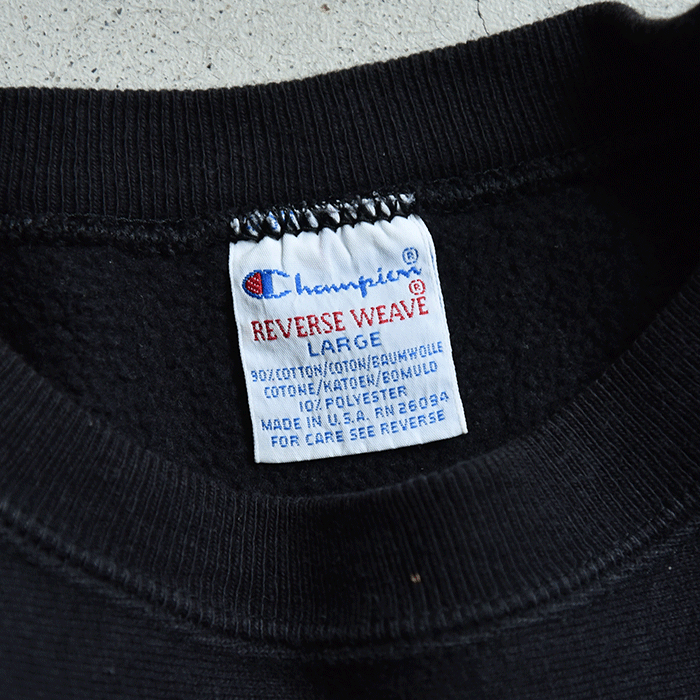 Champion®
REVERSE WEAVE®
LARGE
90% COTTON/COTON/BAUMWOLLE
COTONE/KATOEN/BOMULD
10% POLYESTER
MADE IN U.S.A. RN 26094
FOR CARE SEE REVERSE